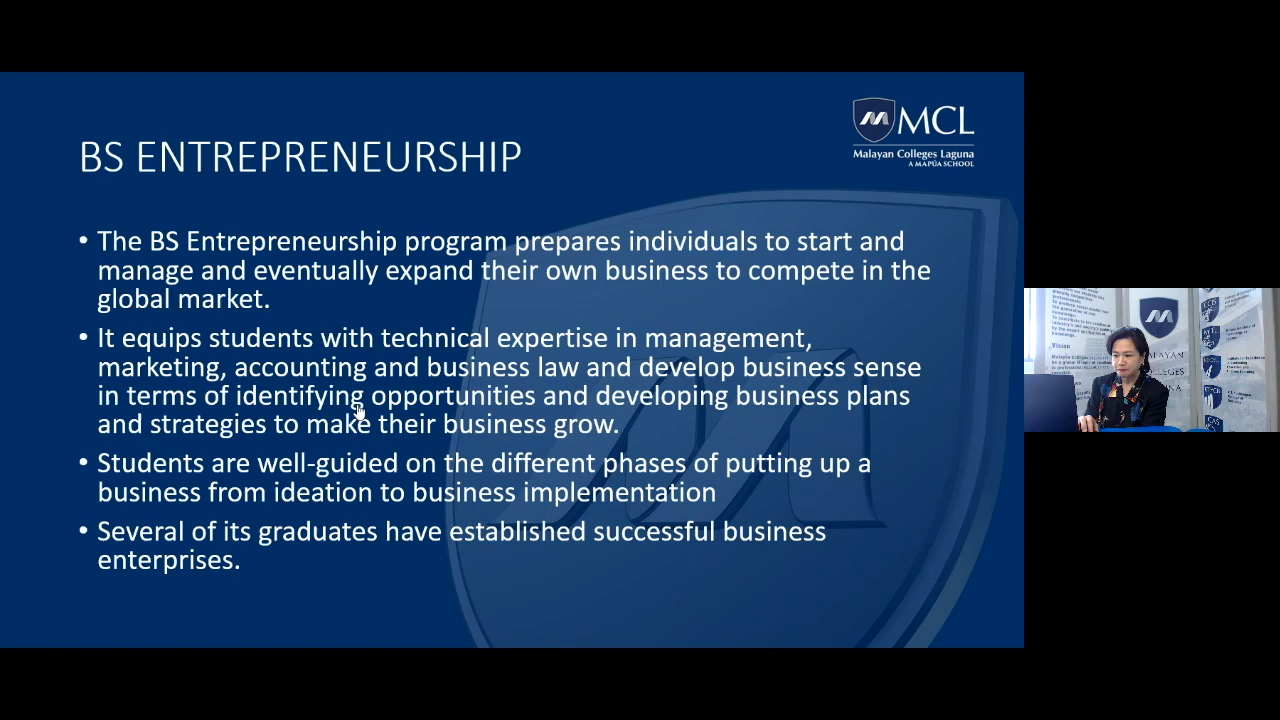 MCL
Malayan Colleges Laguna
A MAPÚA SCHOOL
BS ENTREPRENEURSHIP
• The BS Entrepreneurship program prepares individuals to start and
manage and eventually expand their own business to compete in the
global market.
• It equips students with technical expertise in management,
marketing, accounting and business law and develop business sense
in terms of identifying opportunities and developing business plans
and strategies to make their business grow.
• Students are well-guided on the different phases of putting up a
business from ideation to business implementation
• Several of its graduates have established successful business
enterprises.
Vision